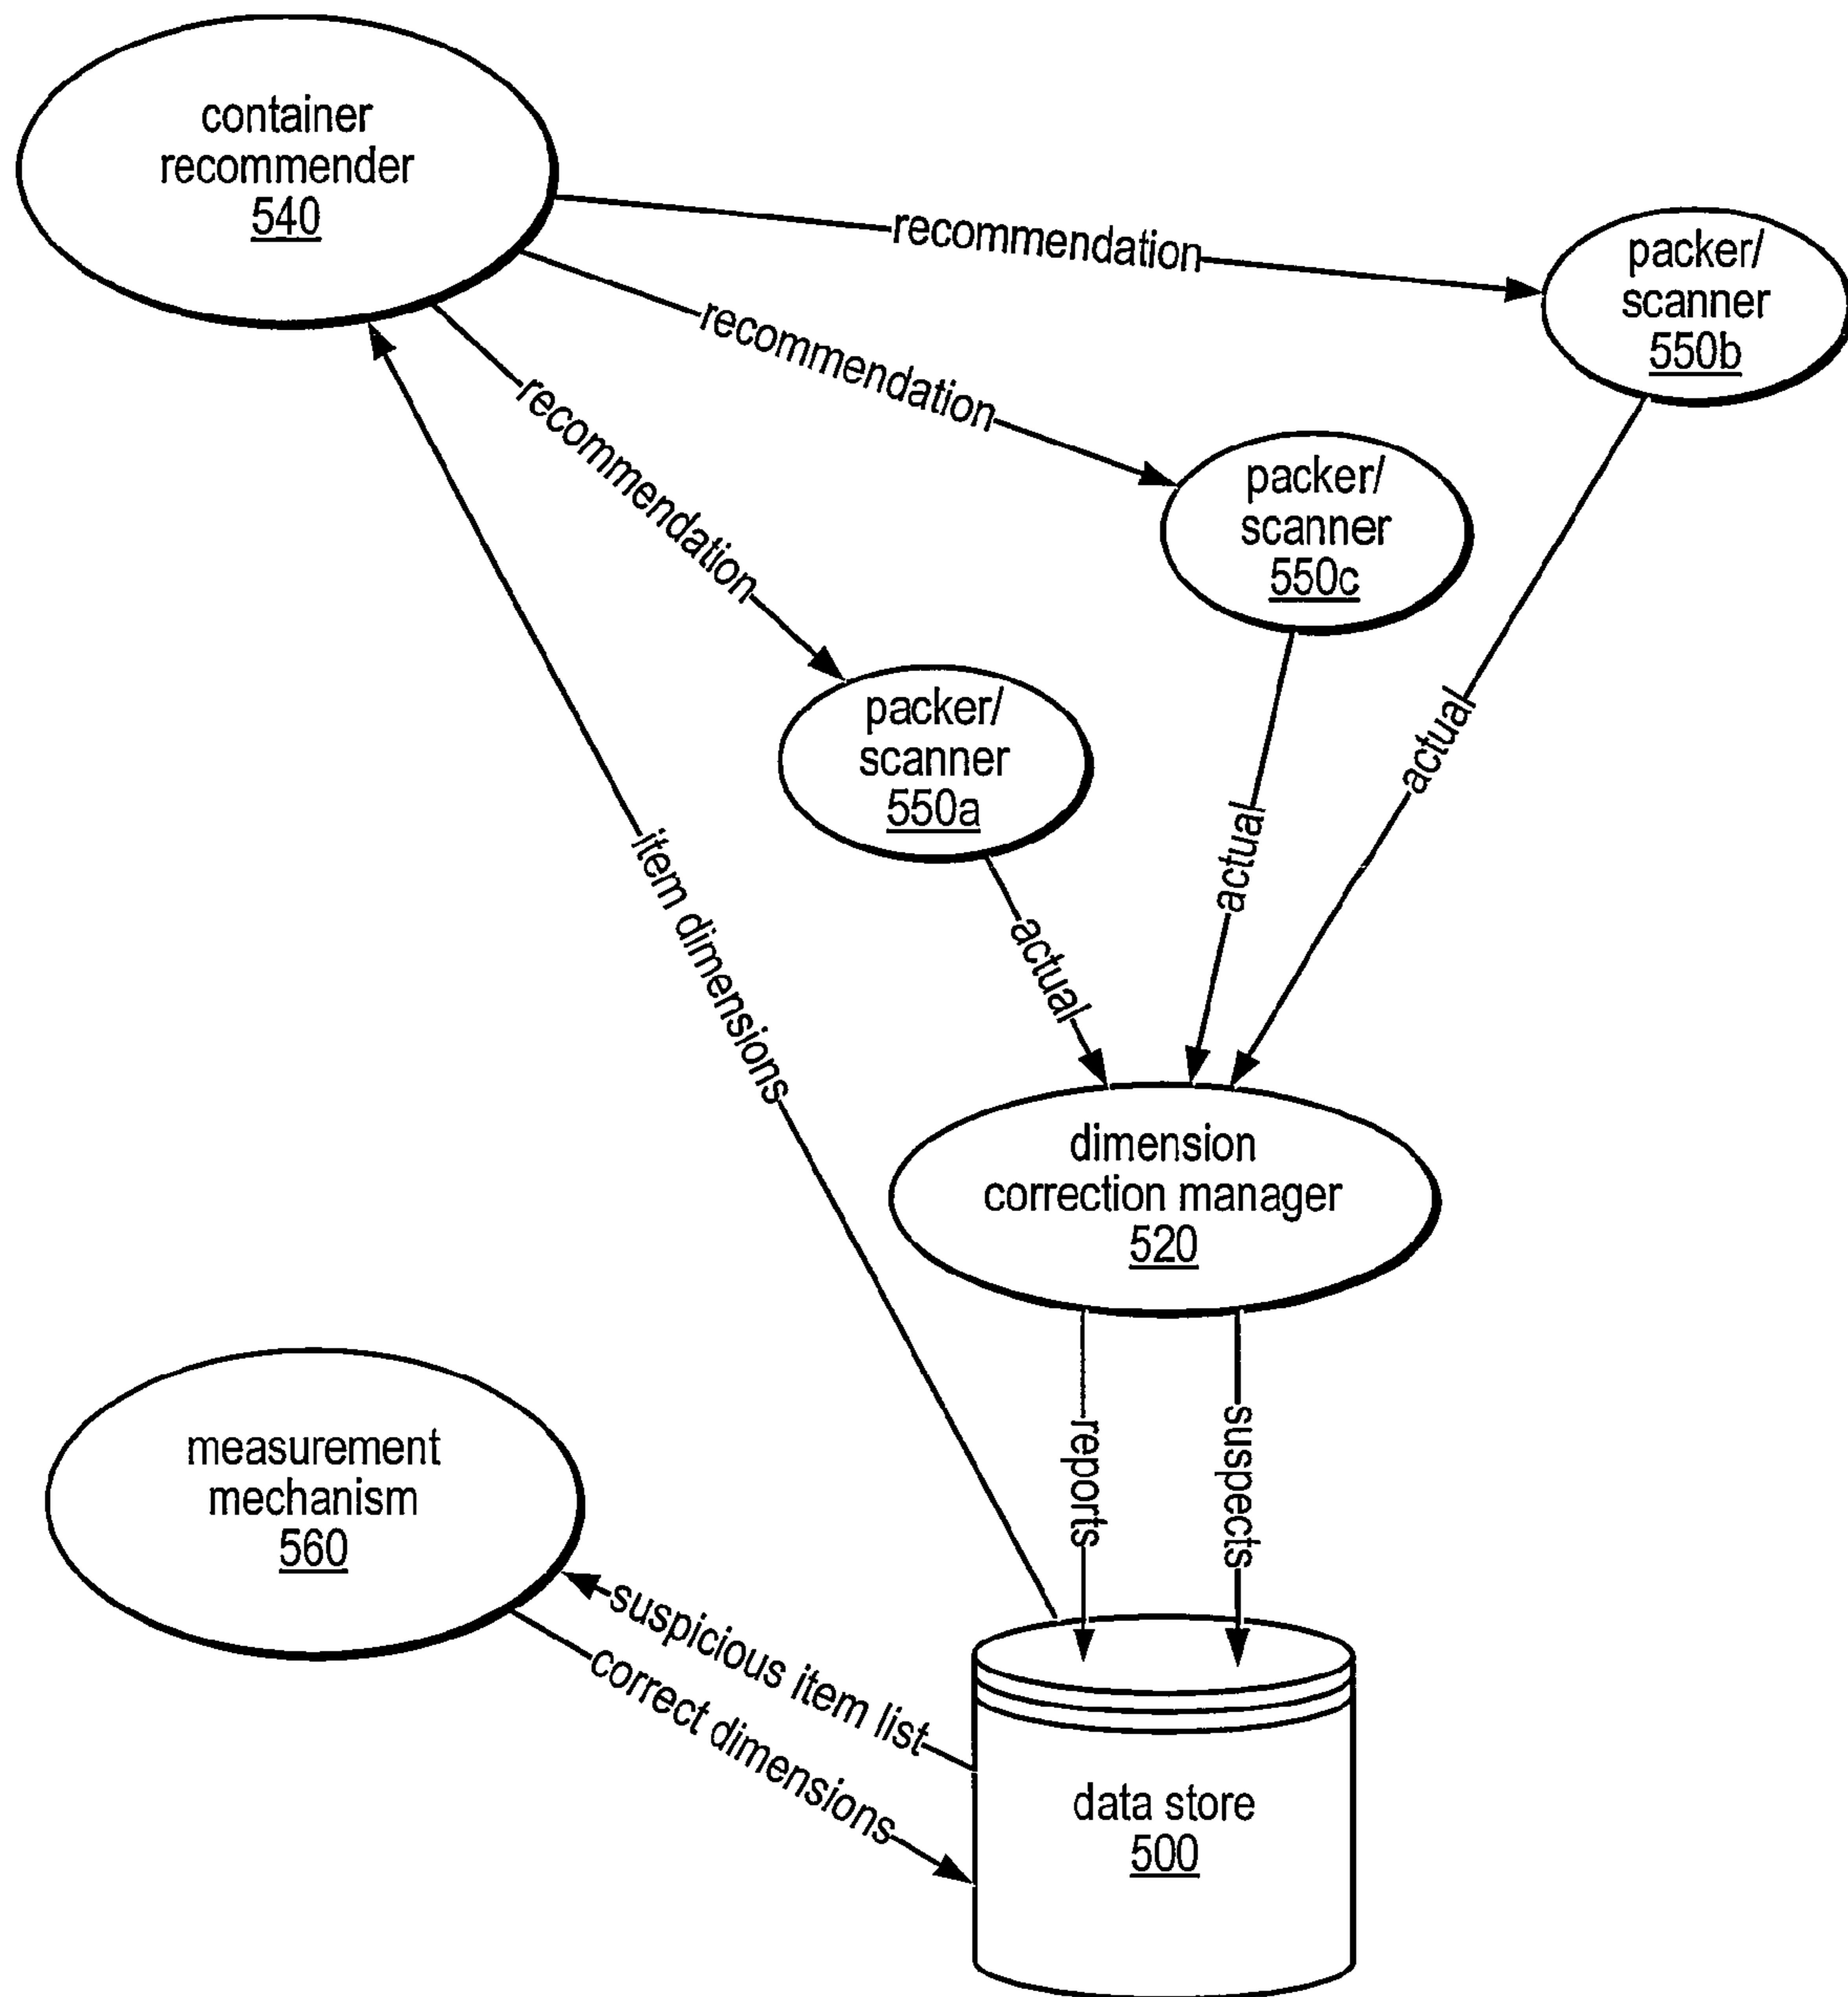 container
recommender
540
recommendation
packer/
scanner
550b
recommendation
packer/
scanner
550c
recommendation
packer/
scanner
550a
item dimensions
actual
actual
actual
dimension
correction manager
520
reports
suspects
measurement
mechanism
560
suspicious item list
correct dimensions
data store
500